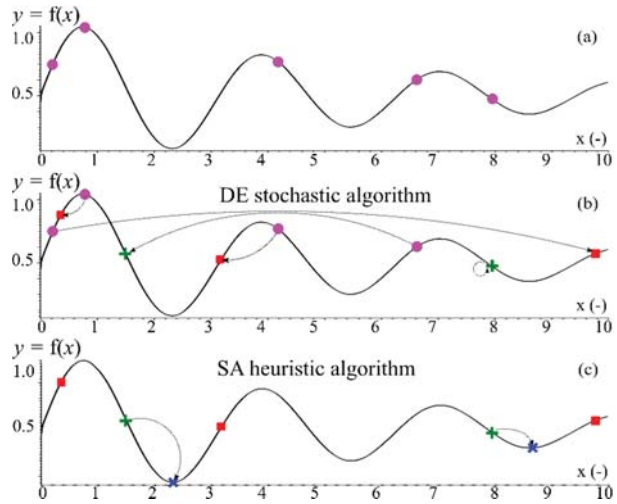 y = f(x)
(a)
1.0
0.5
x (-)
0 1 2 3 4 5 6 7 8 9 10
y = f(x)
DE stochastic algorithm
(b)
1.0
0.5
x (-)
0 1 2 3 4 5 6 7 8 9 10
y = f(x)
SA heuristic algorithm
(c)
0.5
x (-)
0 1 2 3 4 5 6 7 8 9 10